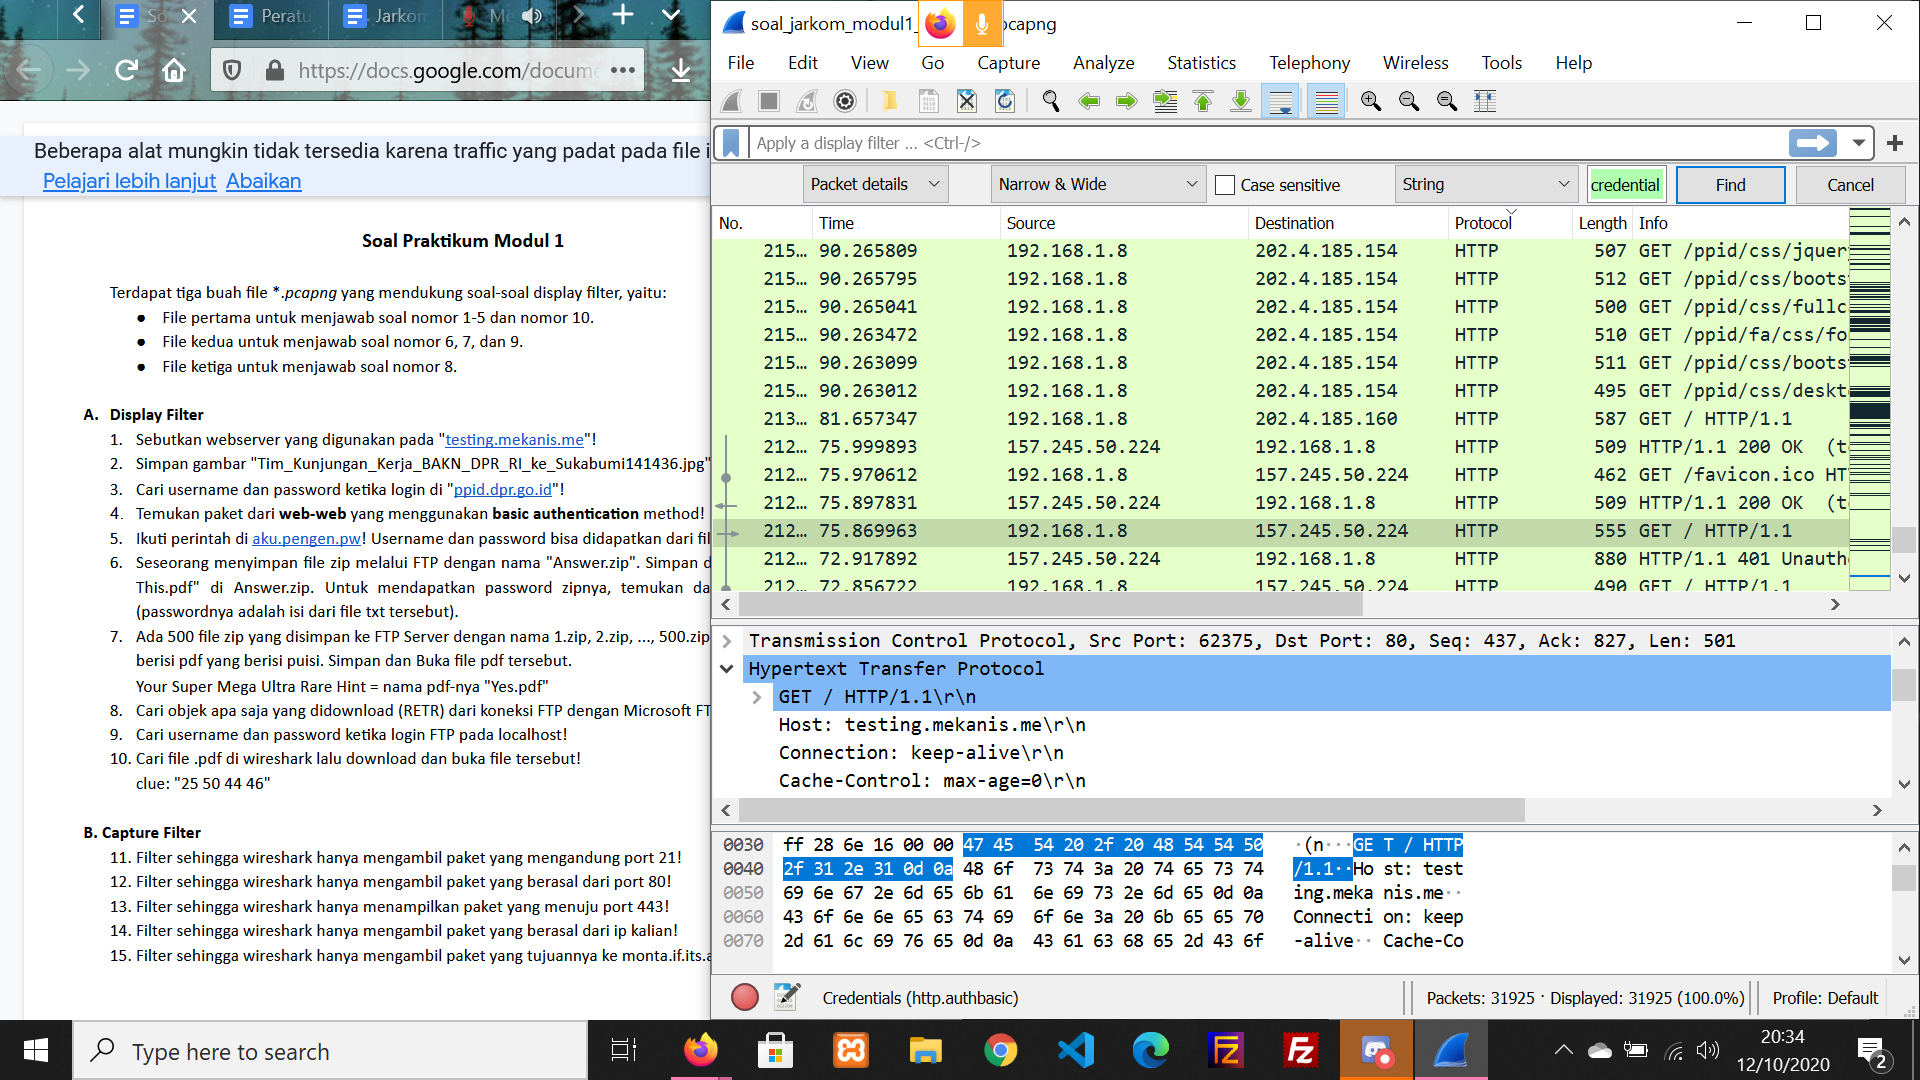 So
Peratu
Jarkom
Me
https://docs.google.com/docume
Beberapa alat mungkin tidak tersedia karena traffic yang padat pada file i
Pelajari lebih lanjut Abaikan
Soal Praktikum Modul 1
Terdapat tiga buah file *.pcapng yang mendukung soal-soal display filter, yaitu:
● File pertama untuk menjawab soal nomor 1-5 dan nomor 10.
● File kedua untuk menjawab soal nomor 6, 7, dan 9.
● File ketiga untuk menjawab soal nomor 8.
A. Display Filter
1. Sebutkan webserver yang digunakan pada "testing.mekanis.me"!
2. Simpan gambar "Tim_Kunjungan_Kerja_BAKN_DPR_RI_ke_Sukabumi141436.jpg"
3. Cari username dan password ketika login di "ppid.dpr.go.id"!
4. Temukan paket dari web-web yang menggunakan basic authentication method!
5. Ikuti perintah di aku.pengen.pw! Username dan password bisa didapatkan dari fil
6. Seseorang menyimpan file zip melalui FTP dengan nama "Answer.zip". Simpan d
This.pdf" di Answer.zip. Untuk mendapatkan password zipnya, temukan da
(passwordnya adalah isi dari file txt tersebut).
7. Ada 500 file zip yang disimpan ke FTP Server dengan nama 1.zip, 2.zip, ..., 500.zip
berisi pdf yang berisi puisi. Simpan dan Buka file pdf tersebut.
Your Super Mega Ultra Rare Hint = nama pdf-nya "Yes.pdf"
8. Cari objek apa saja yang didownload (RETR) dari koneksi FTP dengan Microsoft FT
9. Cari username dan password ketika login FTP pada localhost!
10. Cari file .pdf di wireshark lalu download dan buka file tersebut!
clue: "25 50 44 46"
B. Capture Filter
11. Filter sehingga wireshark hanya mengambil paket yang mengandung port 21!
12. Filter sehingga wireshark hanya mengambil paket yang berasal dari port 80!
13. Filter sehingga wireshark hanya menampilkan paket yang menuju port 443!
14. Filter sehingga wireshark hanya mengambil paket yang berasal dari ip kalian!
15. Filter sehingga wireshark hanya mengambil paket yang tujuannya ke monta.if.its.a
soal_jarkom_modul1_ pcapng
File Edit View Go Capture Analyze Statistics Telephony Wireless Tools Help
Apply a display filter ... <Ctrl-/>
Packet details Narrow & Wide Case sensitive String credential Find Cancel
No. Time Source Destination Protocol Length Info
215… 90.265809 192.168.1.8 202.4.185.154 HTTP 507 GET /ppid/css/jquer
215… 90.265795 192.168.1.8 202.4.185.154 HTTP 512 GET /ppid/css/boots
215… 90.265041 192.168.1.8 202.4.185.154 HTTP 500 GET /ppid/css/fullc
215… 90.263472 192.168.1.8 202.4.185.154 HTTP 510 GET /ppid/fa/css/fo
215… 90.263099 192.168.1.8 202.4.185.154 HTTP 511 GET /ppid/css/boots
215… 90.263012 192.168.1.8 202.4.185.154 HTTP 495 GET /ppid/css/deskt
213… 81.657347 192.168.1.8 202.4.185.160 HTTP 587 GET / HTTP/1.1
212… 75.999893 157.245.50.224 192.168.1.8 HTTP 509 HTTP/1.1 200 OK (t
212… 75.970612 192.168.1.8 157.245.50.224 HTTP 462 GET /favicon.ico HT
212… 75.897831 157.245.50.224 192.168.1.8 HTTP 509 HTTP/1.1 200 OK (t
212… 75.869963 192.168.1.8 157.245.50.224 HTTP 555 GET / HTTP/1.1
212… 72.917892 157.245.50.224 192.168.1.8 HTTP 880 HTTP/1.1 401 Unauth
212… 72.856722 192.168.1.8 157.245.50.224 HTTP 490 GET / HTTP/1.1
Transmission Control Protocol, Src Port: 62375, Dst Port: 80, Seq: 437, Ack: 827, Len: 501
Hypertext Transfer Protocol
GET / HTTP/1.1\r\n
Host: testing.mekanis.me\r\n
Connection: keep-alive\r\n
Cache-Control: max-age=0\r\n
0030 ff 28 6e 16 00 00 47 45 54 20 2f 20 48 54 54 50 ·(n···GE T / HTTP
0040 2f 31 2e 31 0d 0a 48 6f 73 74 3a 20 74 65 73 74 /1.1··Ho st: test
0050 69 6e 67 2e 6d 65 6b 61 6e 69 73 2e 6d 65 0d 0a ing.meka nis.me··
0060 43 6f 6e 6e 65 63 74 69 6f 6e 3a 20 6b 65 65 70 Connecti on: keep
0070 2d 61 6c 69 76 65 0d 0a 43 61 63 68 65 2d 43 6f -alive·· Cache-Co
Credentials (http.authbasic) Packets: 31925 · Displayed: 31925 (100.0%) Profile: Default
Type here to search
20:34
12/10/2020
2